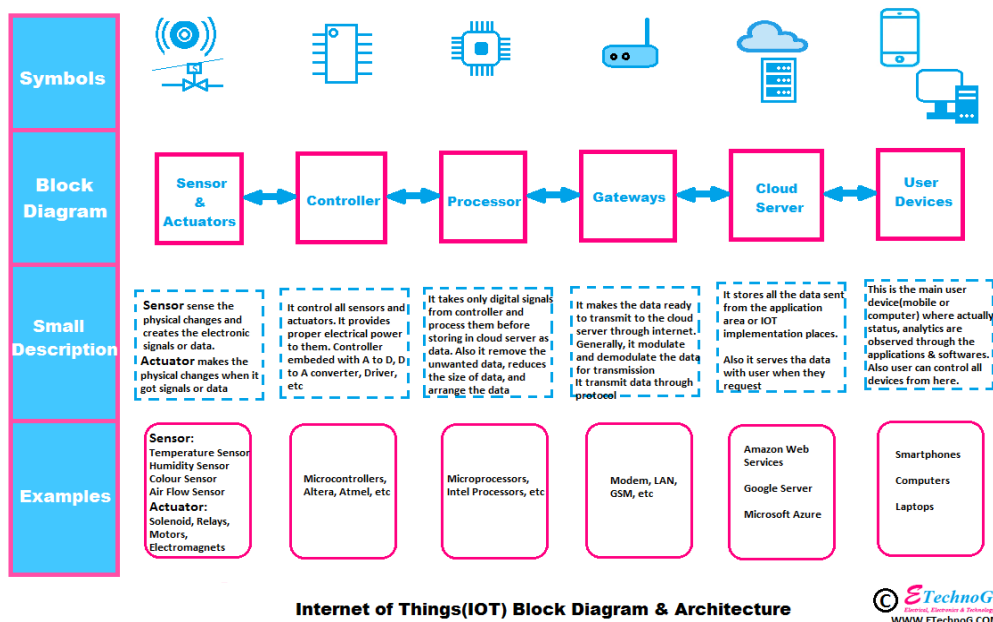 Symbols
Block
Diagram
Sensor
&
Actuators
Controller
Processor
Gateways
Cloud
Server
User
Devices
Small
Description
Sensor sense the
physical changes and
creates the electronic
signals or data.
Actuator makes the
physical changes when it
got signals or data
It control all sensors and
actuators. It provides
proper electrical power
to them. Controller
embeded with A to D, D
to A converter, Driver,
etc
It takes only digital signals
from controller and
process them before
storing in cloud server as
data. Also it remove the
unwanted data, reduces
the size of data, and
arrange the data
It makes the data ready
to transmit to the cloud
server through internet.
Generally, it modulate
and demodulate the data
for transmission
It transmit data through
protocol
It stores all the data sent
from the application
area or IOT
implementation places.
Also it serves tha data
with user when they
request
This is the main user
device(mobile or
computer) where actually
status, analytics are
observed through the
applications & softwares.
Also user can control all
devices from here.
Examples
Sensor:
Temperature Sensor
Humidity Sensor
Colour Sensor
Air Flow Sensor
Actuator:
Solenoid, Relays,
Motors,
Electromagnets
Microcontrollers,
Altera, Atmel, etc
Microprocessors,
Intel Processors, etc
Modem, LAN,
GSM, etc
Amazon Web
Services
Google Server
Microsoft Azure
Smartphones
Computers
Laptops
Internet of Things(IOT) Block Diagram & Architecture
© ETechnoG
Electrical, Electronics & Technology
WWW.ETechnoG.COM